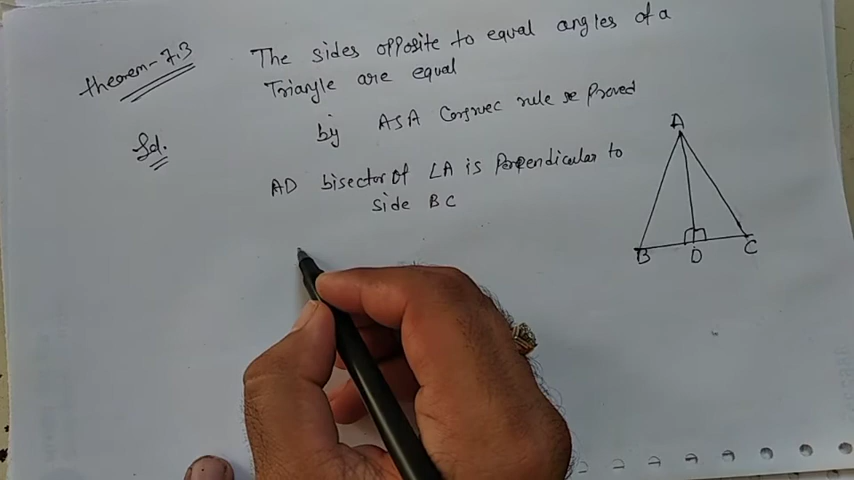 theorem-7.3
The sides opposite to equal angles of a
Triangle are equal
Sol.
by ASA Congruec rule se Proved
AD bisector of LA is Perpendicular to
side BC
A
B D C